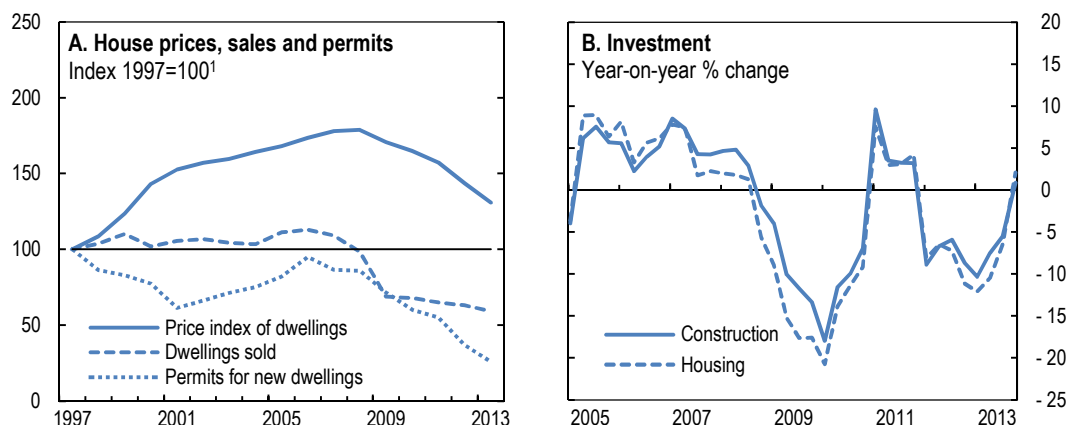 A. House prices, sales and permits
Index 1997=100¹
250
200
150
100
50
0
Price index of dwellings
Dwellings sold
Permits for new dwellings
1997 2001 2005 2009 2013
B. Investment
Year-on-year % change
20
15
10
5
0
- 5
- 10
- 15
- 20
- 25
Construction
Housing
2005 2007 2009 2011 2013